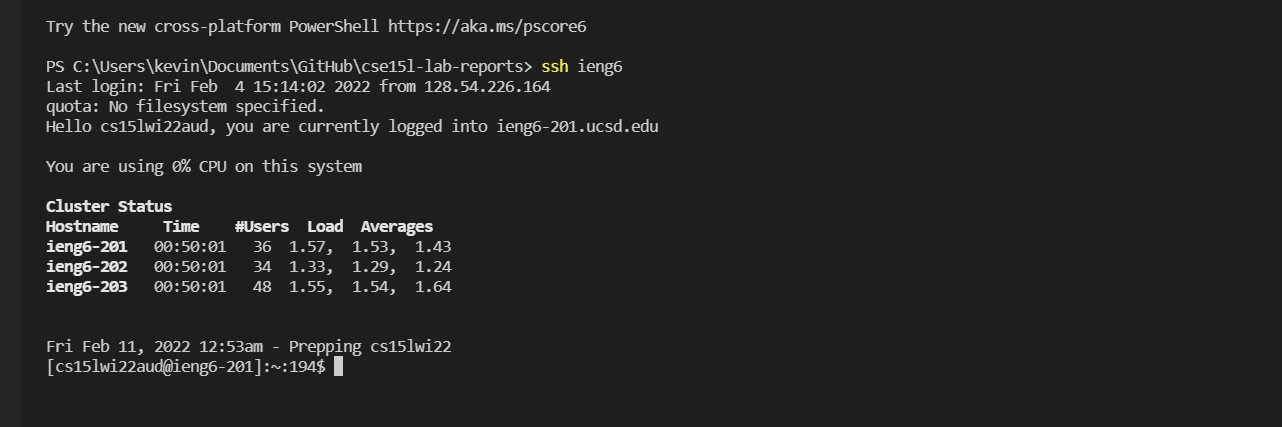 Try the new cross-platform PowerShell https://aka.ms/pscore6
PS C:\Users\kevin\Documents\GitHub\cse15l-lab-reports> ssh ieng6
Last login: Fri Feb  4 15:14:02 2022 from 128.54.226.164
quota: No filesystem specified.
Hello cs15lwi22aud, you are currently logged into ieng6-201.ucsd.edu
You are using 0% CPU on this system
Cluster Status
Hostname     Time    #Users  Load  Averages
ieng6-201   00:50:01   36  1.57,  1.53,  1.43
ieng6-202   00:50:01   34  1.33,  1.29,  1.24
ieng6-203   00:50:01   48  1.55,  1.54,  1.64
Fri Feb 11, 2022 12:53am - Prepping cs15lwi22
[cs15lwi22aud@ieng6-201]:~:194$